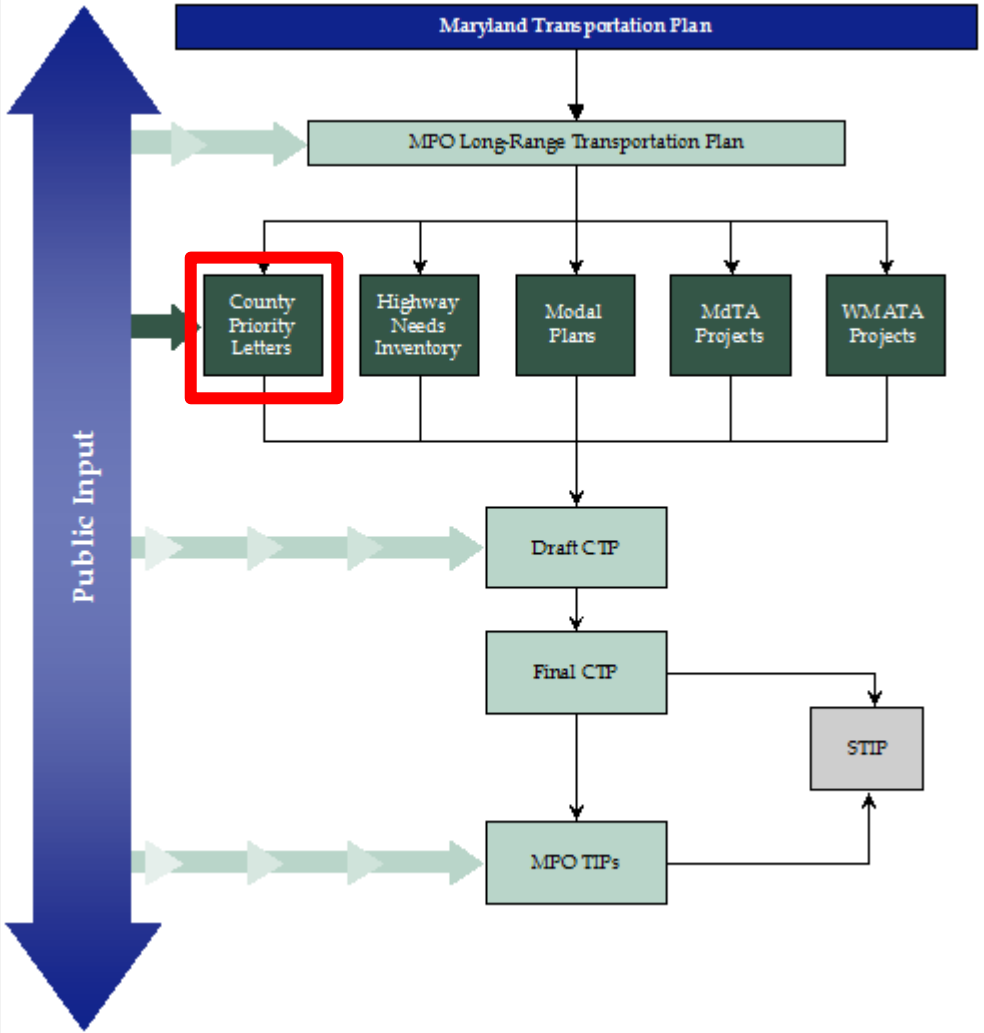 Maryland Transportation Plan
MPO Long-Range Transportation Plan
County
Priority
Letters
Highway
Needs
Inventory
Modal
Plans
MdTA
Projects
WMATA
Projects
Public Input
Draft CTP
Final CTP
STIP
MPO TIPs